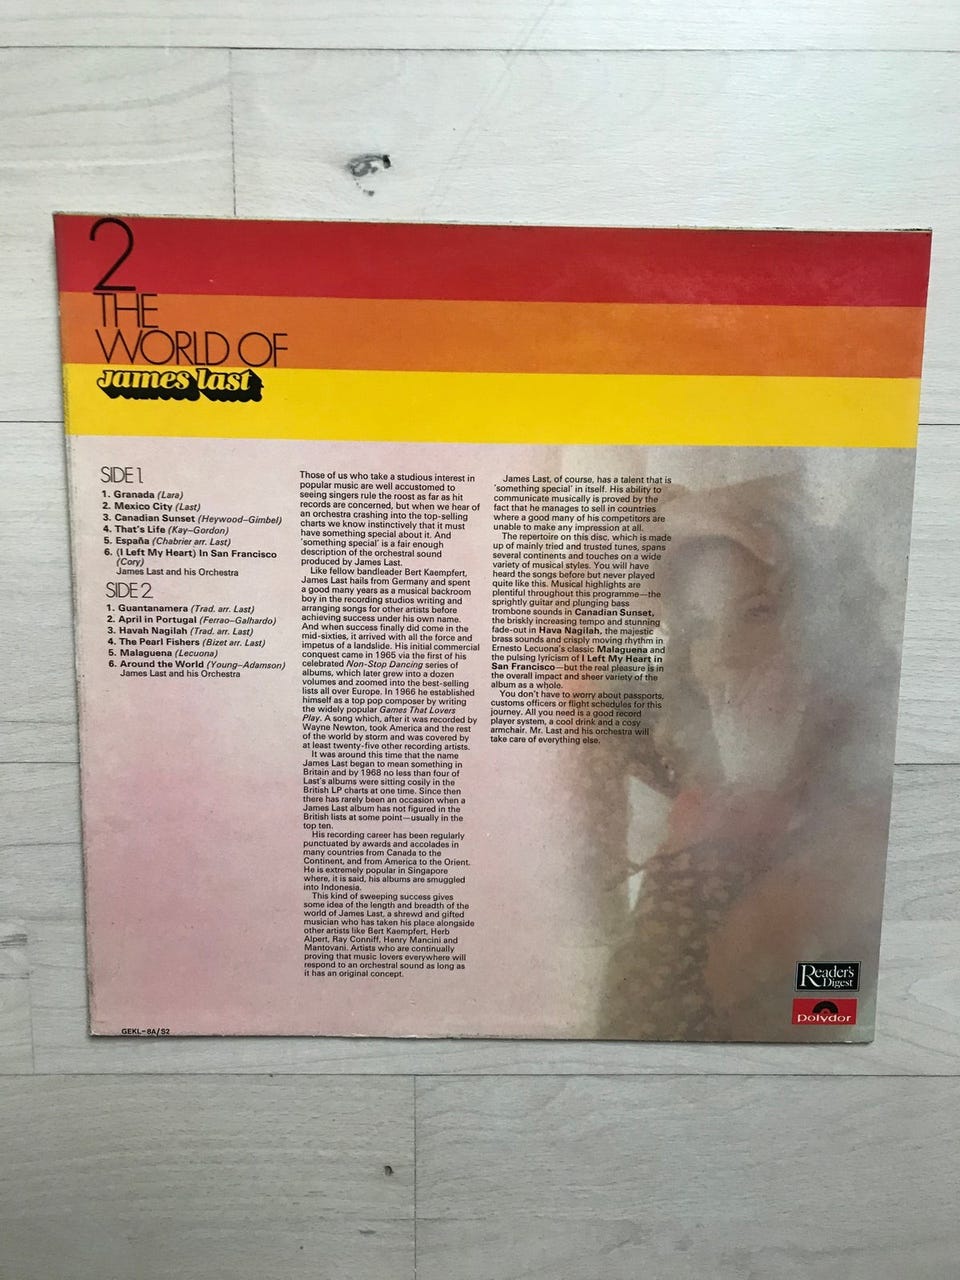 2
THE
WORLD OF
james last
SIDE 1
1. Granada (Lara)
2. Mexico City (Last)
3. Canadian Sunset (Heywood–Gimbel)
4. That's Life (Kay–Gordon)
5. España (Chabrier arr. Last)
6. (I Left My Heart) In San Francisco
(Cory)
James Last and his Orchestra
SIDE 2
1. Guantanamera (Trad. arr. Last)
2. April in Portugal (Ferrao–Galhardo)
3. Havah Nagilah (Trad. arr. Last)
4. The Pearl Fishers (Bizet arr. Last)
5. Malaguena (Lecuona)
6. Around the World (Young–Adamson)
James Last and his Orchestra
Those of us who take a studious interest in
popular music are well accustomed to
seeing singers rule the roost as far as hit
records are concerned, but when we hear of
an orchestra crashing into the top-selling
charts we know instinctively that it must
have something special about it. And
'something special' is a fair enough
description of the orchestral sound
produced by James Last.
Like fellow bandleader Bert Kaempfert,
James Last hails from Germany and spent
a good many years as a musical backroom
boy in the recording studios writing and
arranging songs for other artists before
achieving success under his own name.
And when success finally did come in the
mid-sixties, it arrived with all the force and
impetus of a landslide. His initial commercial
conquest came in 1965 via the first of his
celebrated Non-Stop Dancing series of
albums, which later grew into a dozen
volumes and zoomed into the best-selling
lists all over Europe. In 1966 he established
himself as a top pop composer by writing
the widely popular Games That Lovers
Play. A song which, after it was recorded by
Wayne Newton, took America and the rest
of the world by storm and was covered by
at least twenty-five other recording artists.
It was around this time that the name
James Last began to mean something in
Britain and by 1968 no less than four of
Last's albums were sitting cosily in the
British LP charts at one time. Since then
there has rarely been an occasion when a
James Last album has not figured in the
British lists at some point—usually in the
top ten.
His recording career has been regularly
punctuated by awards and accolades in
many countries from Canada to the
Continent, and from America to the Orient.
He is extremely popular in Singapore
where, it is said, his albums are smuggled
into Indonesia.
This kind of sweeping success gives
some idea of the length and breadth of the
world of James Last, a shrewd and gifted
musician who has taken his place alongside
other artists like Bert Kaempfert, Herb
Alpert, Ray Conniff, Henry Mancini and
Mantovani. Artists who are continually
proving that music lovers everywhere will
respond to an orchestral sound as long as
it has an original concept.
James Last, of course, has a talent that is
'something special' in itself. His ability to
communicate musically is proved by the
fact that he manages to sell in countries
where a good many of his competitors are
unable to make any impression at all.
The repertoire on this disc, which is made
up of mainly tried and trusted tunes, spans
several continents and touches on a wide
variety of musical styles. You will have
heard the songs before but never played
quite like this. Musical highlights are
plentiful throughout this programme—the
sprightly guitar and plunging bass
trombone sounds in Canadian Sunset,
the briskly increasing tempo and stunning
fade-out in Hava Nagilah, the majestic
brass sounds and crisply moving rhythm in
Ernesto Lecuona's classic Malaguena and
the pulsing lyricism of I Left My Heart in
San Francisco—but the real pleasure is in
the overall impact and sheer variety of the
album as a whole.
You don't have to worry about passports,
customs officers or flight schedules for this
journey. All you need is a good record
player system, a cool drink and a cosy
armchair. Mr. Last and his orchestra will
take care of everything else.
Reader's
Digest
polydor
GEKL–8A/S2